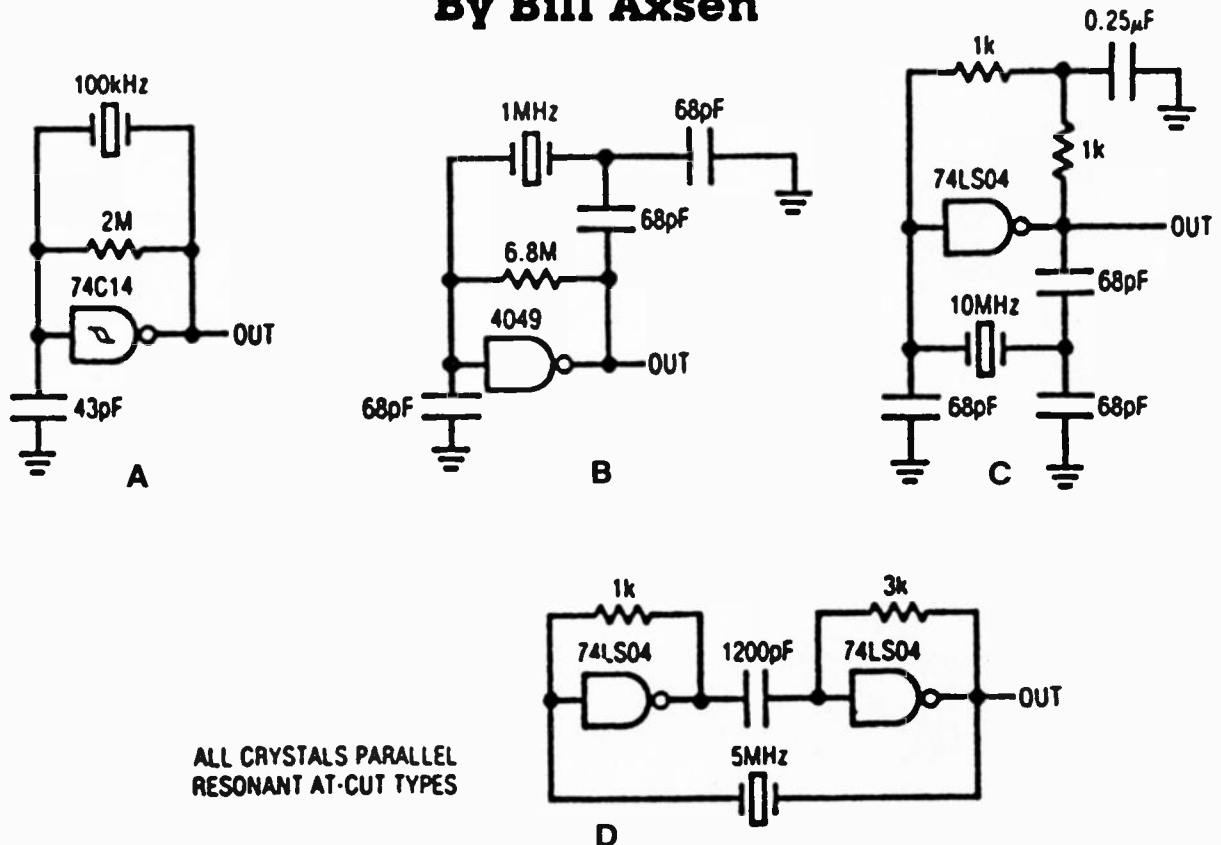 By Bill Axsen
100kHz
2M
74C14
OUT
43pF
A
1MHz
68pF
68pF
6.8M
4049
OUT
68pF
B
0.25µF
1k
1k
74LS04
OUT
68pF
10MHz
68pF
68pF
C
1k
3k
74LS04
1200pF
74LS04
OUT
5MHz
ALL CRYSTALS PARALLEL
RESONANT AT-CUT TYPES
D